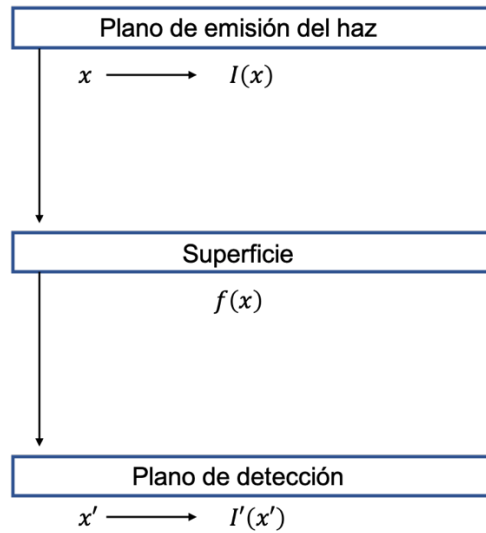 Plano de emisión del haz
x I(x)
Superficie
f(x)
Plano de detección
x′ I′(x′)